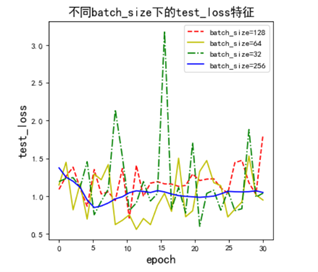 不同batch_size下的test_loss特征
batch_size=128
batch_size=64
batch_size=32
batch_size=256
test_loss
3.0
2.5
2.0
1.5
1.0
0.5
0
5
10
15
20
25
30
epoch